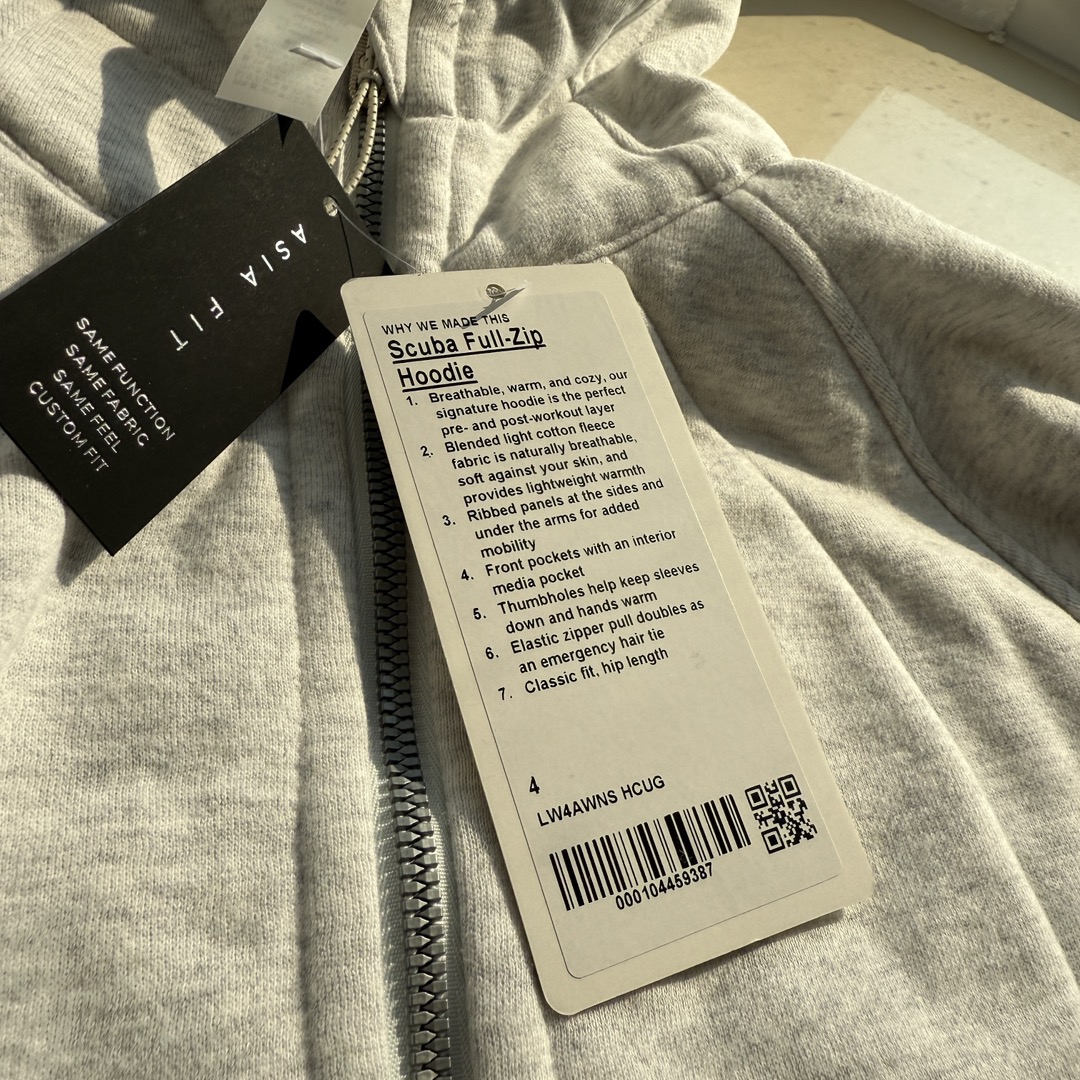 ASIA FIT
SAMEFUNCTION
SAMEFABRIC
SAME FEEL
CUSTOM FIT
WHY WE MADE THIS
Scuba Full-Zip
Hoodie
1. Breathable, warm, and cozy, our
signature hoodie is the perfect
pre- and post-workout layer
2. Blended light cotton fleece
fabric is naturally breathable,
soft against your skin, and
provides lightweight warmth
3. Ribbed panels at the sides and
under the arms for added
mobility
4. Front pockets with an interior
media pocket
5. Thumbholes help keep sleeves
down and hands warm
6. Elastic zipper pull doubles as
an emergency hair tie
7. Classic fit, hip length
4
LW4AWNS HCUG
000104459387